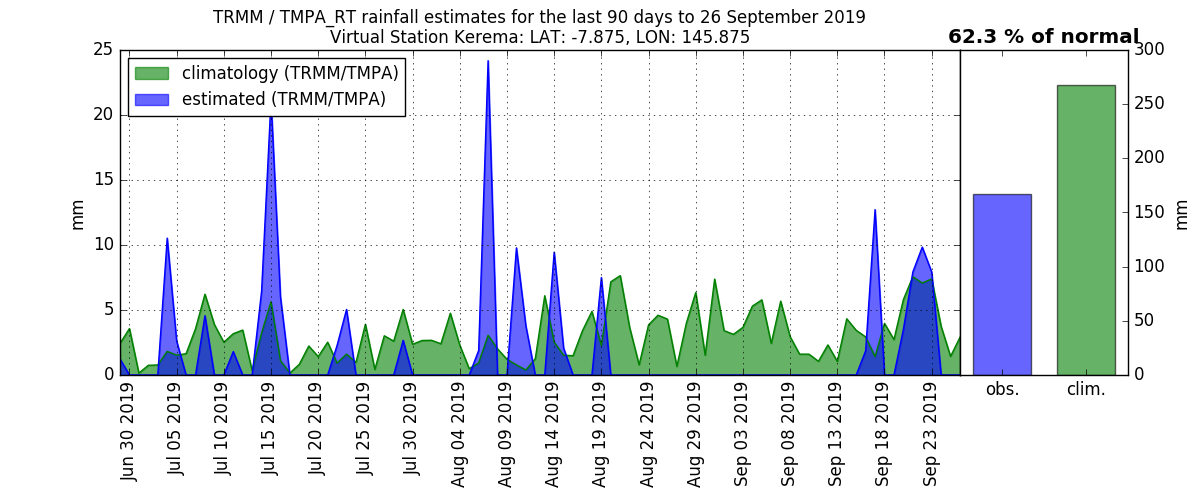 TRMM / TMPA_RT rainfall estimates for the last 90 days to 26 September 2019
Virtual Station Kerema: LAT: -7.875, LON: 145.875
62.3 % of normal
climatology (TRMM/TMPA)
estimated (TRMM/TMPA)
25
20
15
10
5
0
mm
Jun 30 2019
Jul 05 2019
Jul 10 2019
Jul 15 2019
Jul 20 2019
Jul 25 2019
Jul 29 2019
Aug 04 2019
Aug 09 2019
Aug 14 2019
Aug 19 2019
Aug 24 2019
Aug 29 2019
Sep 03 2019
Sep 08 2019
Sep 13 2019
Sep 18 2019
Sep 23 2019
300
250
200
150
100
50
0
mm
obs.
clim.